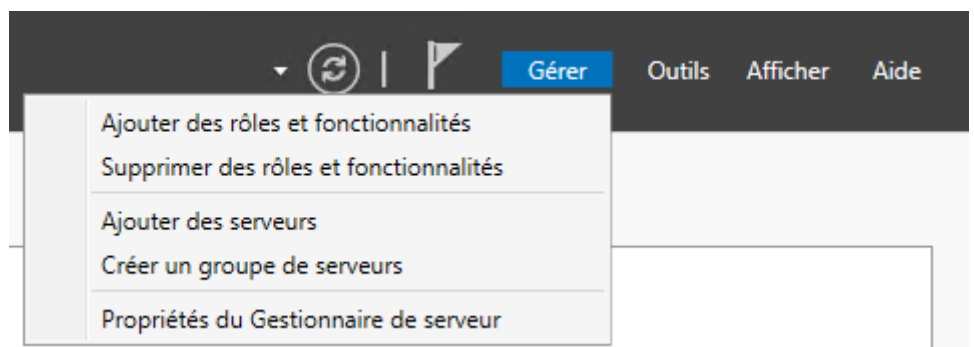 Gérer Outils Afficher Aide
Ajouter des rôles et fonctionnalités
Supprimer des rôles et fonctionnalités
Ajouter des serveurs
Créer un groupe de serveurs
Propriétés du Gestionnaire de serveur